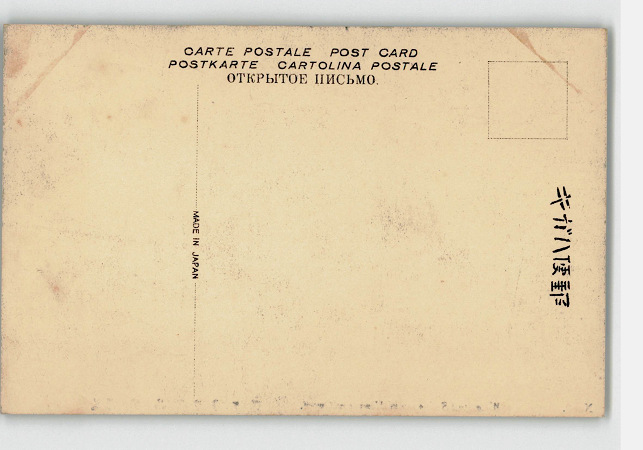 CARTE POSTALE POST CARD
POSTKARTE CARTOLINA POSTALE
ОТКРЫТОЕ ПИСЬМО.
MADE IN JAPAN
キガハ便郵